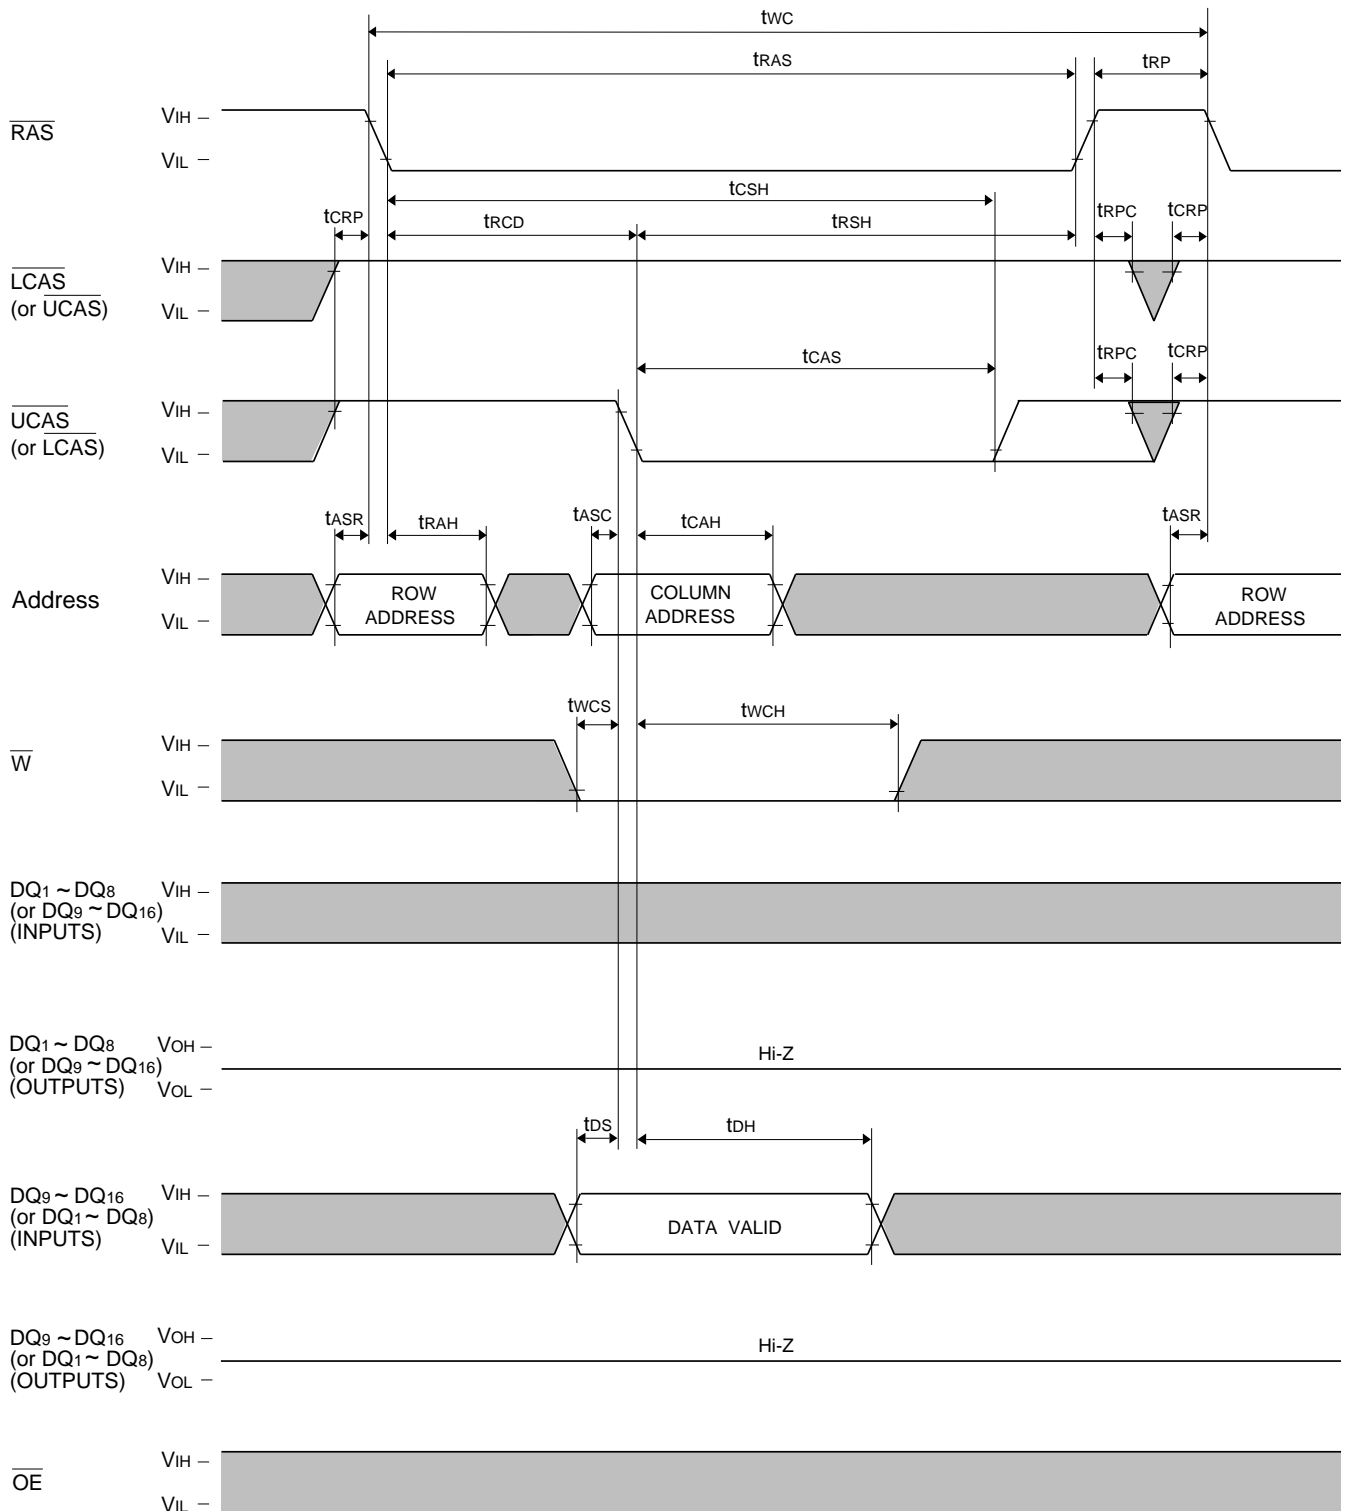 tWC
tRAS tRP
RAS VIH
VIL
tCSH
tCRP tRCD tRSH tRPC tCRP
LCAS
(or UCAS)
VIH
VIL
tCAS tRPC tCRP
UCAS
(or LCAS)
VIH
VIL
tASR tRAH tASC tCAH tASR
Address
VIH
VIL
ROW
ADDRESS
COLUMN
ADDRESS
ROW
ADDRESS
tWCS tWCH
W
VIH
VIL
DQ1 ~ DQ8
(or DQ9 ~ DQ16)
(INPUTS)
VIH
VIL
DQ1 ~ DQ8
(or DQ9 ~ DQ16)
(OUTPUTS)
VOH
VOL
Hi-Z
tDS tDH
DQ9 ~ DQ16
(or DQ1 ~ DQ8)
(INPUTS)
VIH
VIL
DATA VALID
DQ9 ~ DQ16
(or DQ1 ~ DQ8)
(OUTPUTS)
VOH
VOL
Hi-Z
OE
VIH
VIL